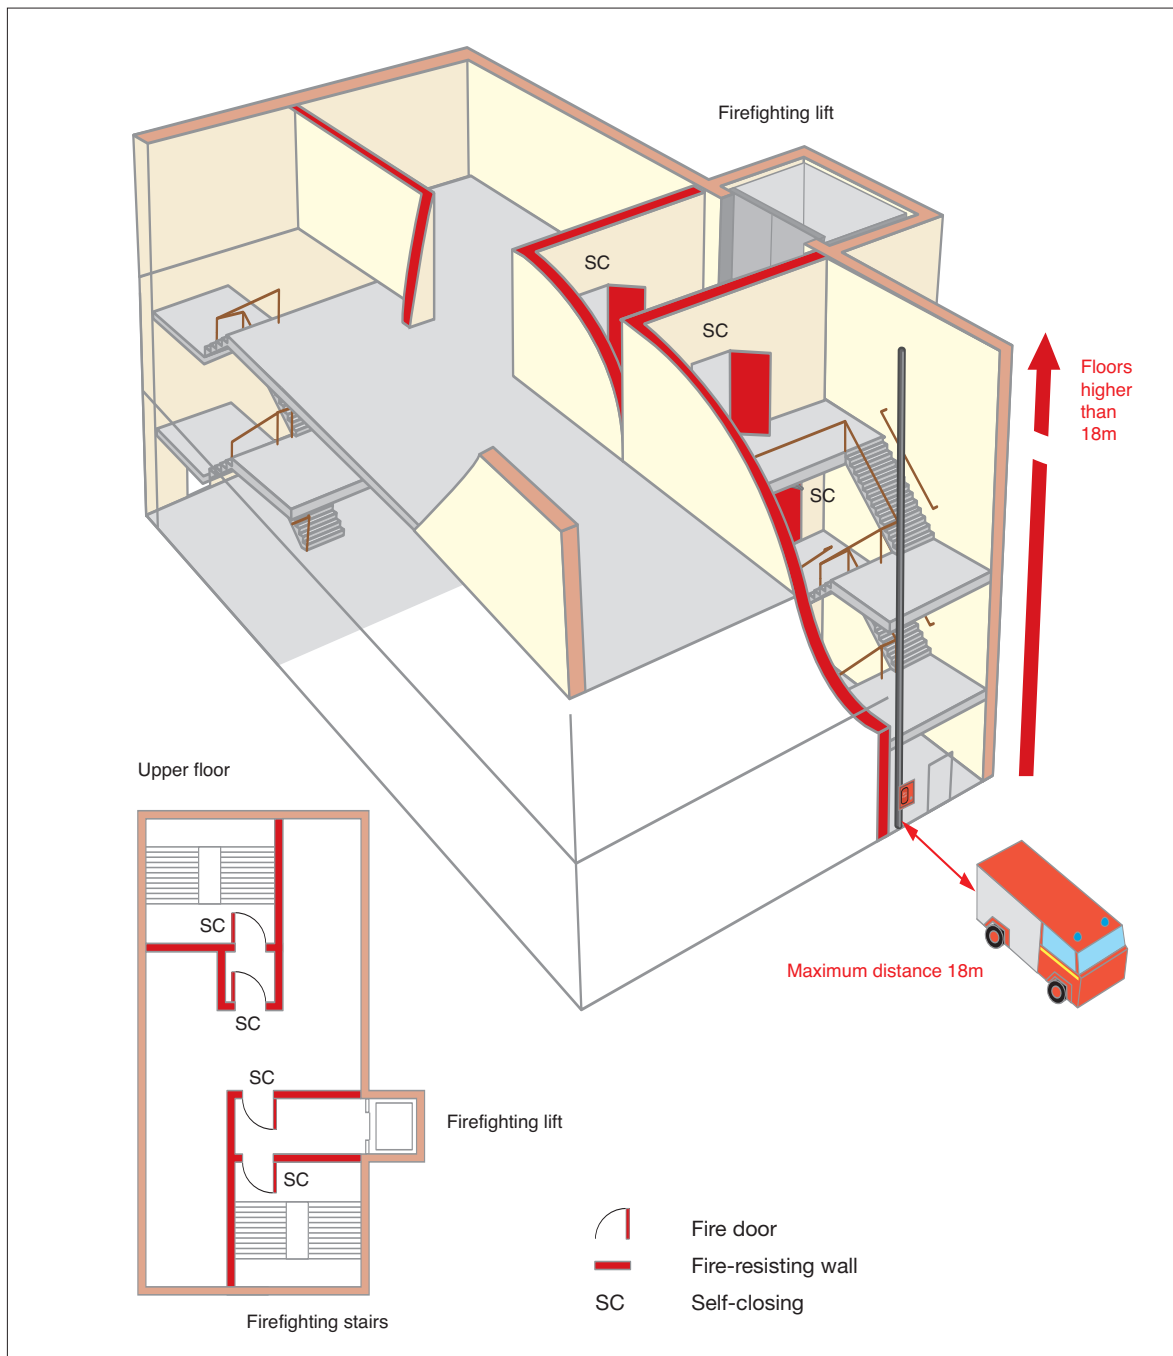 Firefighting lift
SC
SC
SC
Floors
higher
than
18m
Upper floor
SC
SC
SC
SC
Firefighting lift
Maximum distance 18m
Fire door
Fire-resisting wall
SC Self-closing
Firefighting stairs